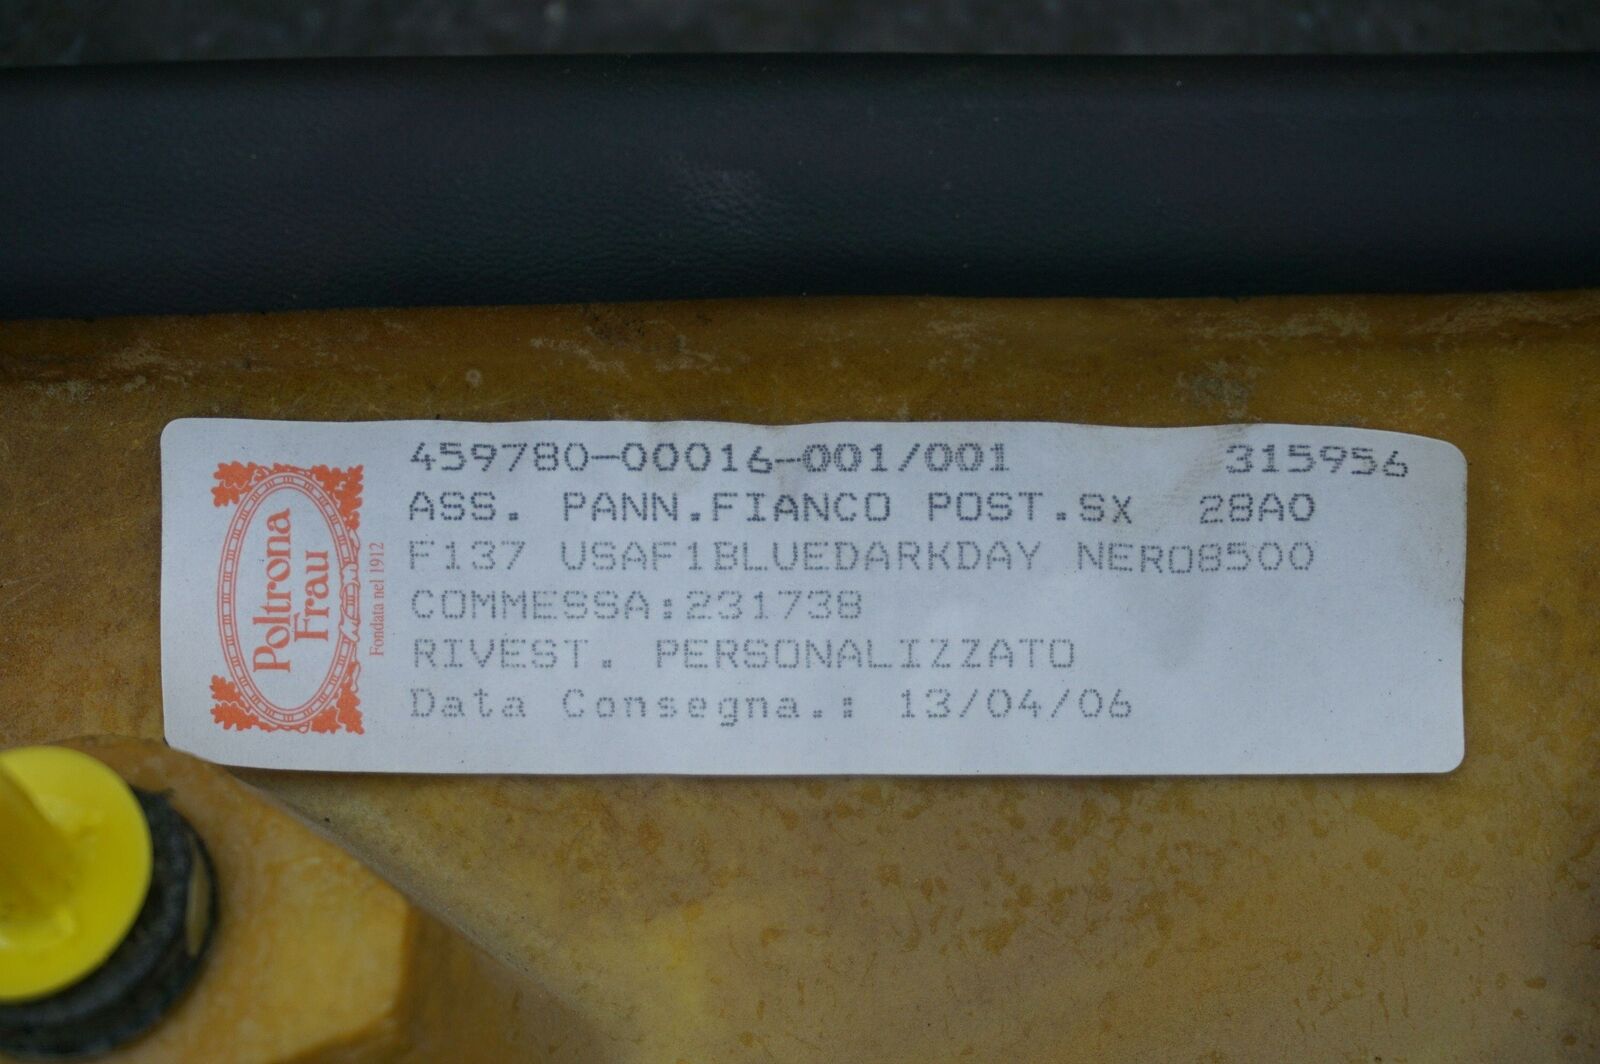 459780-00016-001/001 315956
ASS. PANN.FIANCO POST.SX 28A0
F137 USAF1BLUEDARKDAY NERO8500
COMMESSA:231738
RIVEST. PERSONALIZZATO
Data Consegna.: 13/04/06
Poltrona
Frau
Fondata nel 1912